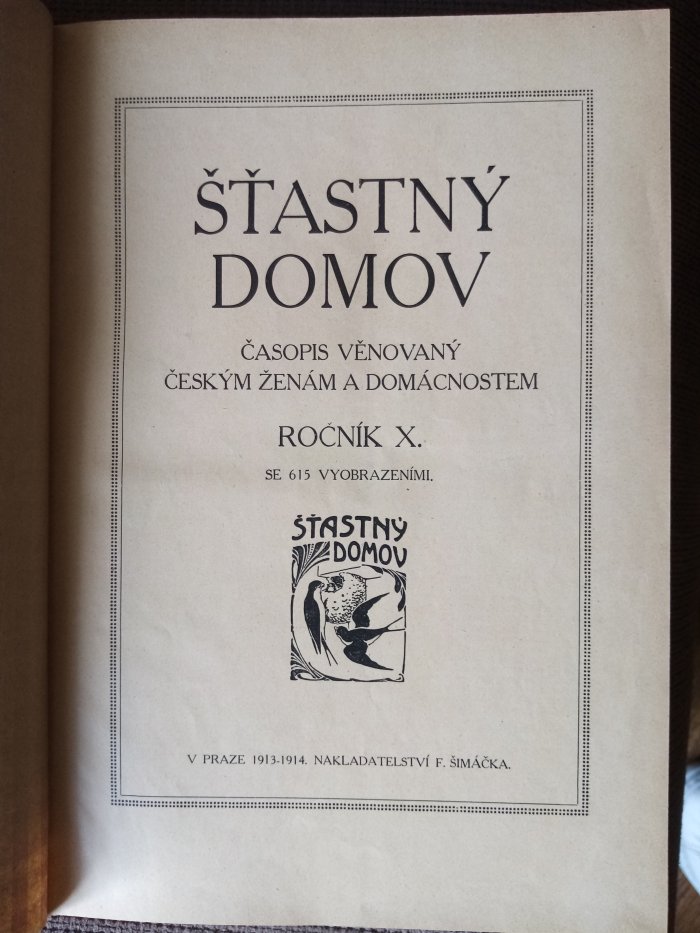 ŠŤASTNÝ
DOMOV
ČASOPIS VĚNOVANÝ
ČESKÝM ŽENÁM A DOMÁCNOSTEM
ROČNÍK X.
SE 615 VYOBRAZENÍMI.
ŠŤASTNÝ
DOMOV
V PRAZE 1913-1914. NAKLADATELSTVÍ F. ŠIMÁČKA.